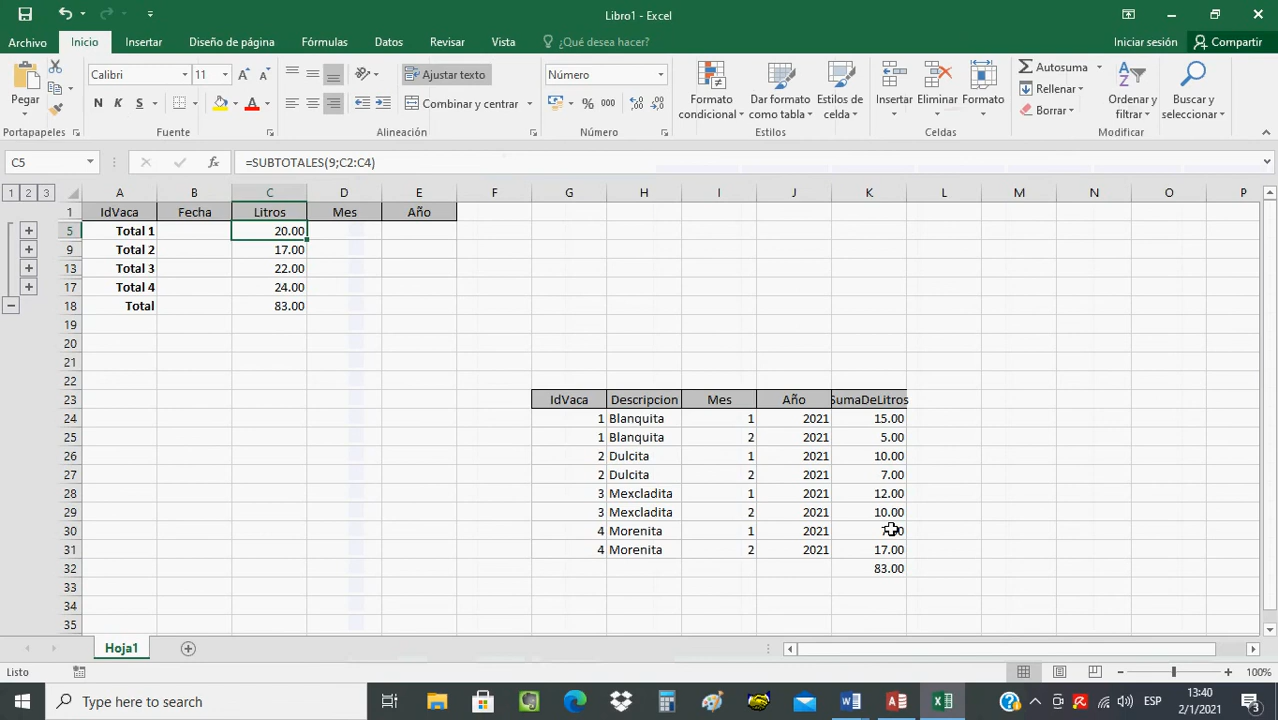 Libro1 - Excel
Archivo Inicio Insertar Diseño de página Fórmulas Datos Revisar Vista ¿Qué desea hacer? Iniciar sesión Compartir
Pegar
Calibri 11
N K S
Ajustar texto
Combinar y centrar
Número
% 000
Formato condicional
Dar formato como tabla
Estilos de celda
Insertar Eliminar Formato
Autosuma
Rellenar
Borrar
Ordenar y filtrar
Buscar y seleccionar
Portapapeles Fuente Alineación Número Estilos Celdas Modificar
C5 fx =SUBTOTALES(9;C2:C4)
1 2 3 A B C D E F G H I J K L M N O P
1 IdVaca Fecha Litros Mes Año
5 Total 1 20.00
9 Total 2 17.00
13 Total 3 22.00
17 Total 4 24.00
18 Total 83.00
19
20
21
22
23 IdVaca Descripcion Mes Año SumaDeLitros
24 1 Blanquita 1 2021 15.00
25 1 Blanquita 2 2021 5.00
26 2 Dulcita 1 2021 10.00
27 2 Dulcita 2 2021 7.00
28 3 Mexcladita 1 2021 12.00
29 3 Mexcladita 2 2021 10.00
30 4 Morenita 1 2021
31 4 Morenita 2 2021 17.00
32 83.00
33
34
35
Hoja1
Listo 100%
Type here to search ESP 13:40
2/1/2021 3